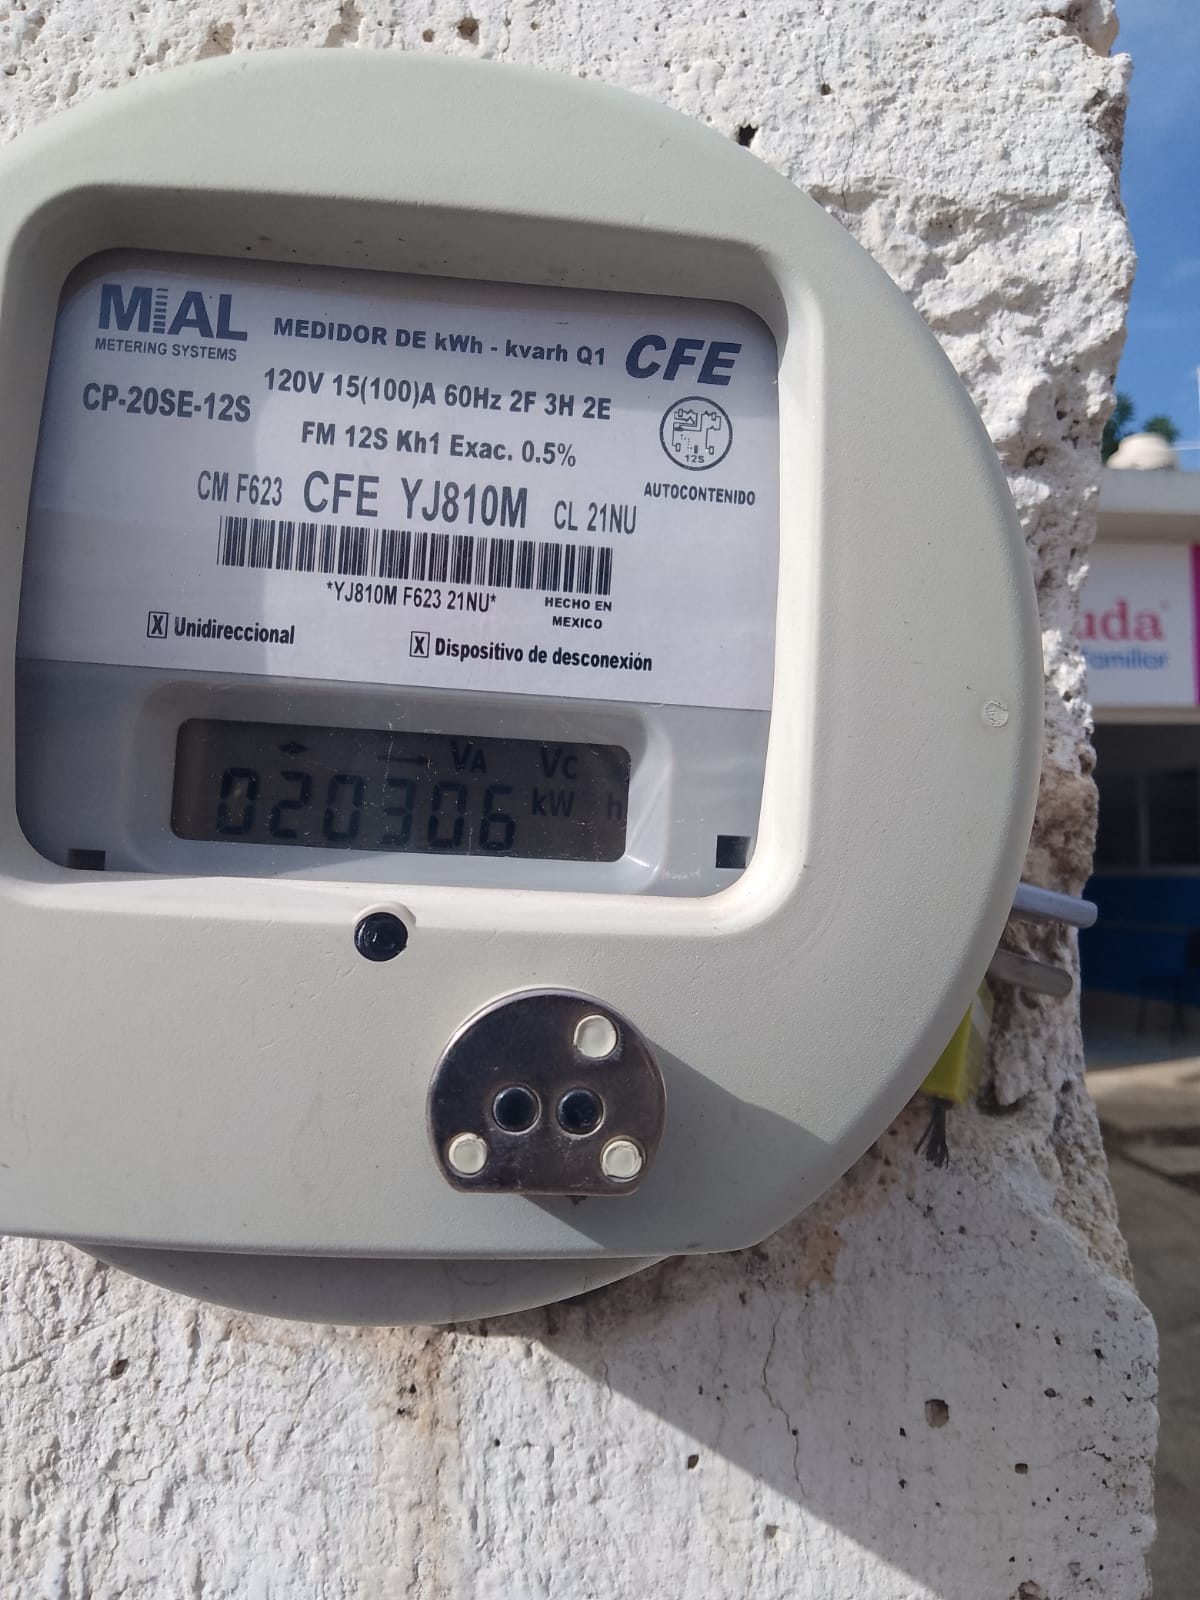 MIAL
METERING SYSTEMS
MEDIDOR DE kWh - kvarh Q1
CFE
CP-20SE-12S
120V 15(100)A 60Hz 2F 3H 2E
FM 12S Kh1 Exac. 0.5%
12S
AUTOCONTENIDO
CM F623 CFE YJ810M CL 21NU
*YJ810M F623 21NU*
HECHO EN
MEXICO
X Unidireccional
X Dispositivo de desconexión
VA VC
020306 kW h
uda
familiar